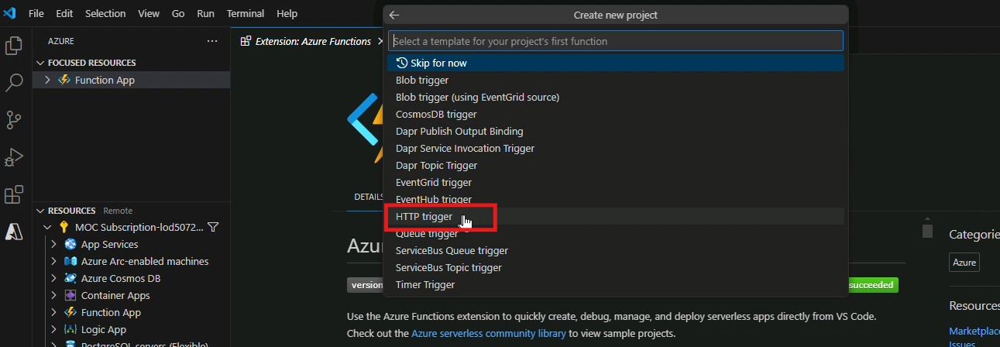 File Edit Selection View Go Run Terminal Help
Create new project
AZURE ...
FOCUSED RESOURCES
Function App
Extension: Azure Functions
Select a template for your project's first function
Skip for now
Blob trigger
Blob trigger (using EventGrid source)
CosmosDB trigger
Dapr Publish Output Binding
Dapr Service Invocation Trigger
Dapr Topic Trigger
EventGrid trigger
EventHub trigger
HTTP trigger
Queue trigger
ServiceBus Queue trigger
ServiceBus Topic trigger
Timer Trigger
RESOURCES Remote
MOC Subscription-lod5072...
App Services
Azure Arc-enabled machines
Azure Cosmos DB
Container Apps
Function App
Logic App
PostgreSQL servers (Flexible)
DETAILS
Azu
version
succeeded
Use the Azure Functions extension to quickly create, debug, manage, and deploy serverless apps directly from VS Code.
Check out the Azure serverless community library to view sample projects.
Categorie
Azure
Resources
Marketplace
Issues